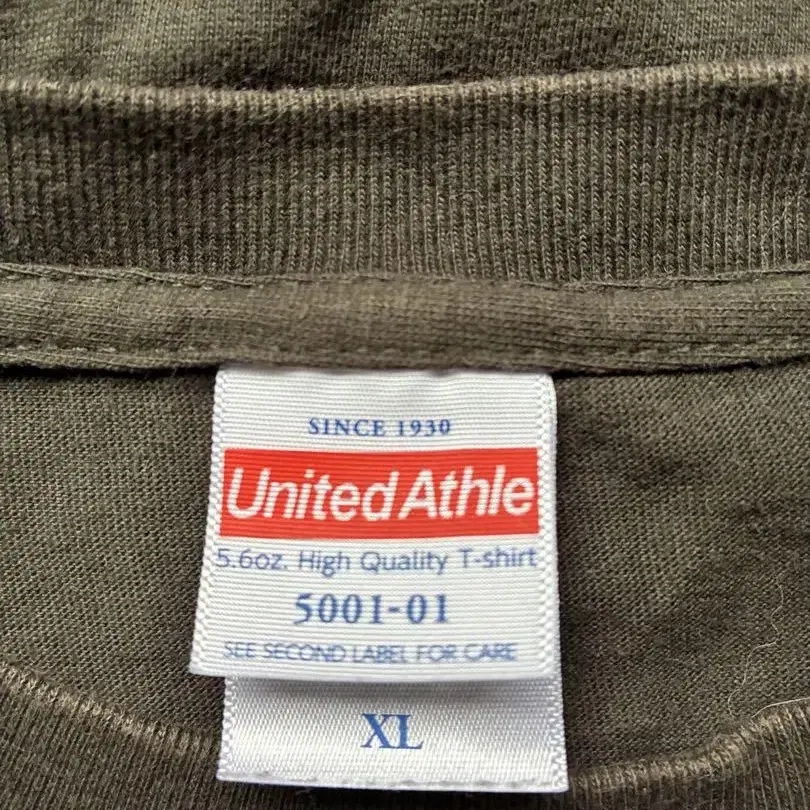 SINCE 1930
United Athle
5.6oz. High Quality T-shirt
5001-01
SEE SECOND LABEL FOR CARE
XL